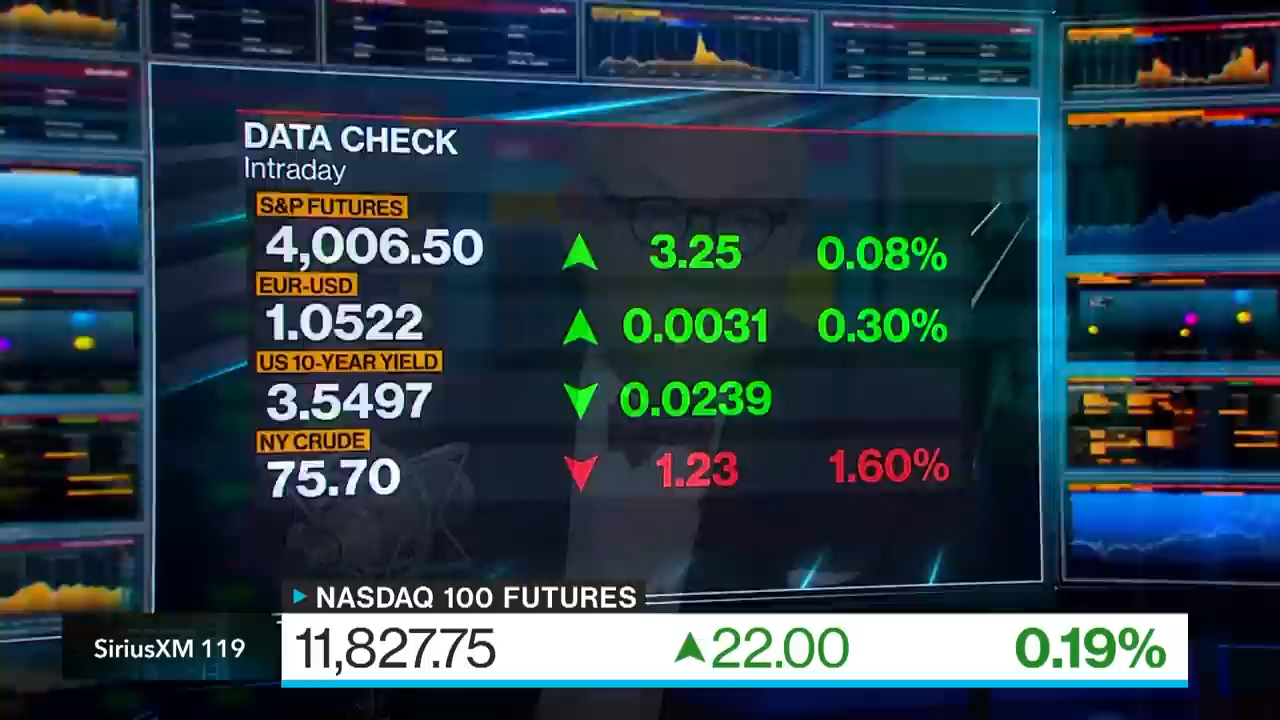 DATA CHECK
Intraday
S&P FUTURES
4,006.50 ▲ 3.25 0.08%
EUR-USD
1.0522 ▲ 0.0031 0.30%
US 10-YEAR YIELD
3.5497 ▼ 0.0239
NY CRUDE
75.70 ▼ 1.23 1.60%
NASDAQ 100 FUTURES
SiriusXM 119 11,827.75 ▲22.00 0.19%